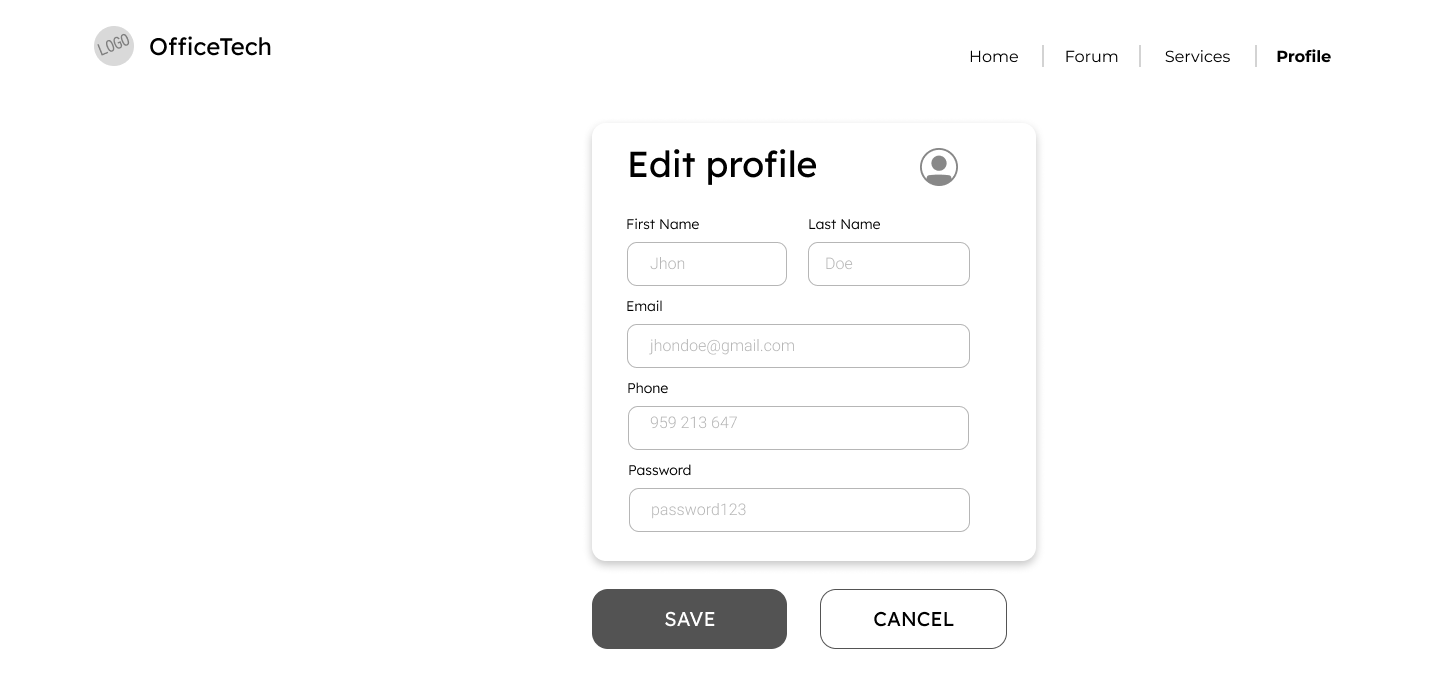 LOGO
OfficeTech
Home
Forum
Services
Profile
Edit profile
First Name
Last Name
Jhon
Doe
Email
jhondoe@gmail.com
Phone
959 213 647
Password
password123
SAVE
CANCEL